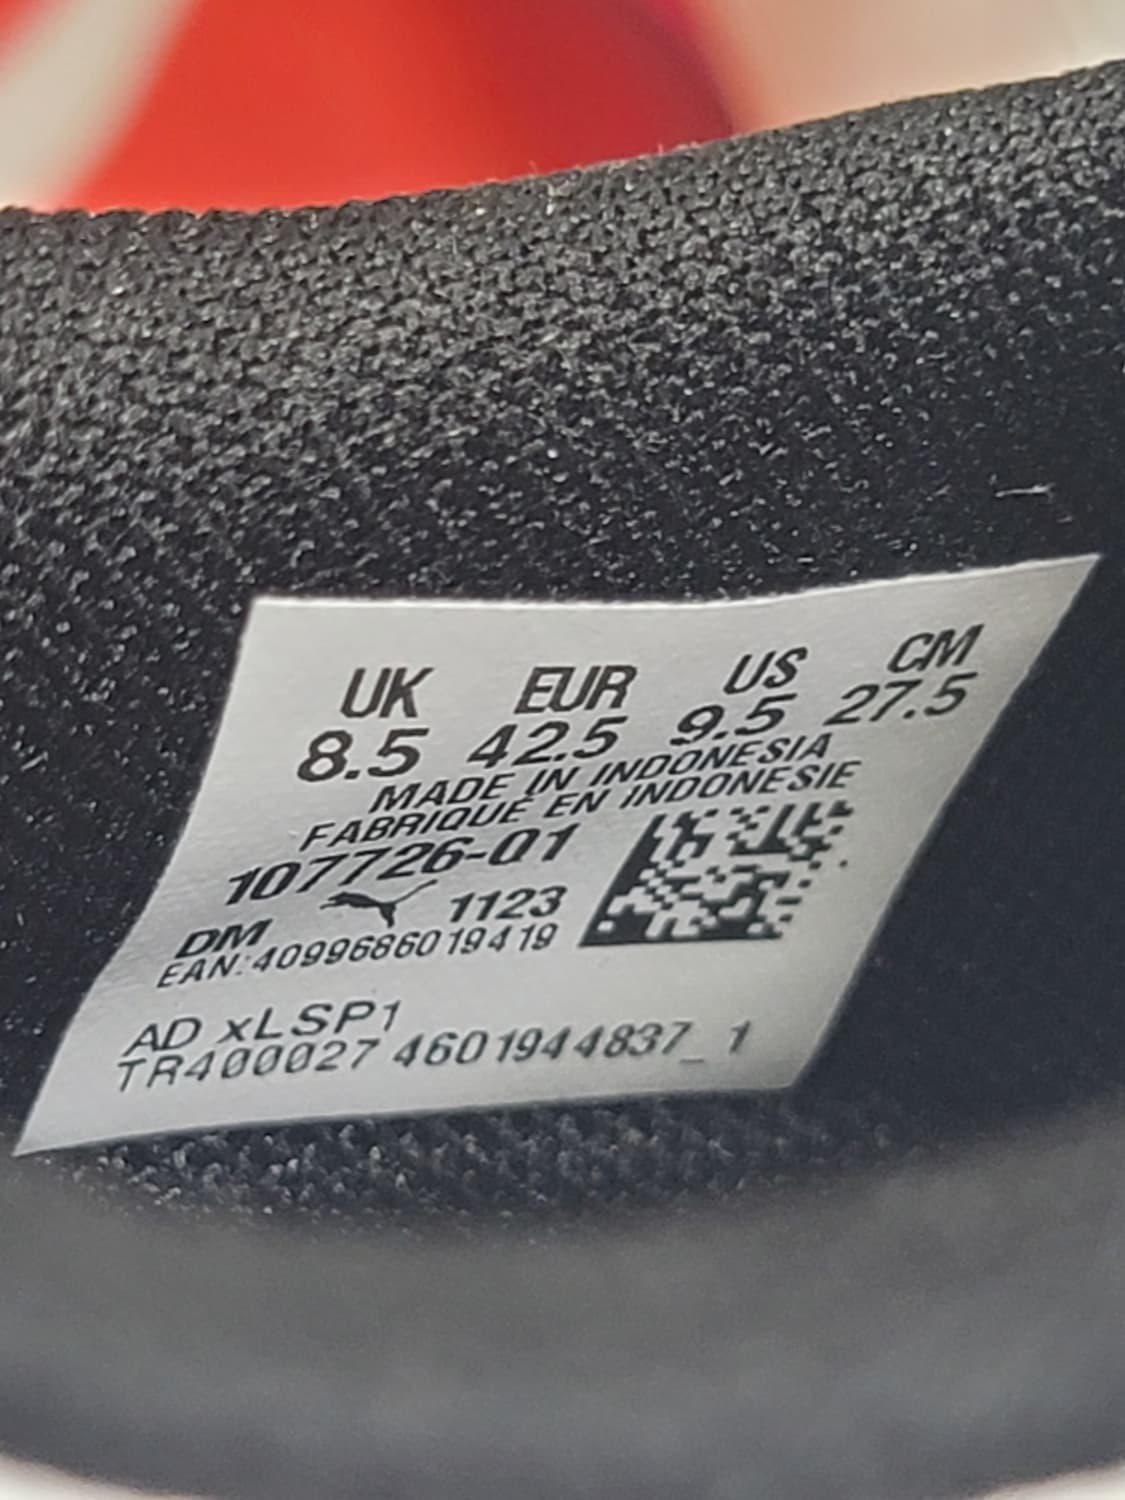 UK EUR US CM
8.5 42.5 9.5 27.5
MADE IN INDONESIA
FABRIQUÉ EN INDONESIE
107726-01
DM 1123
EAN:4099686019419
AD xLSP1
TR400027 4601944837_1